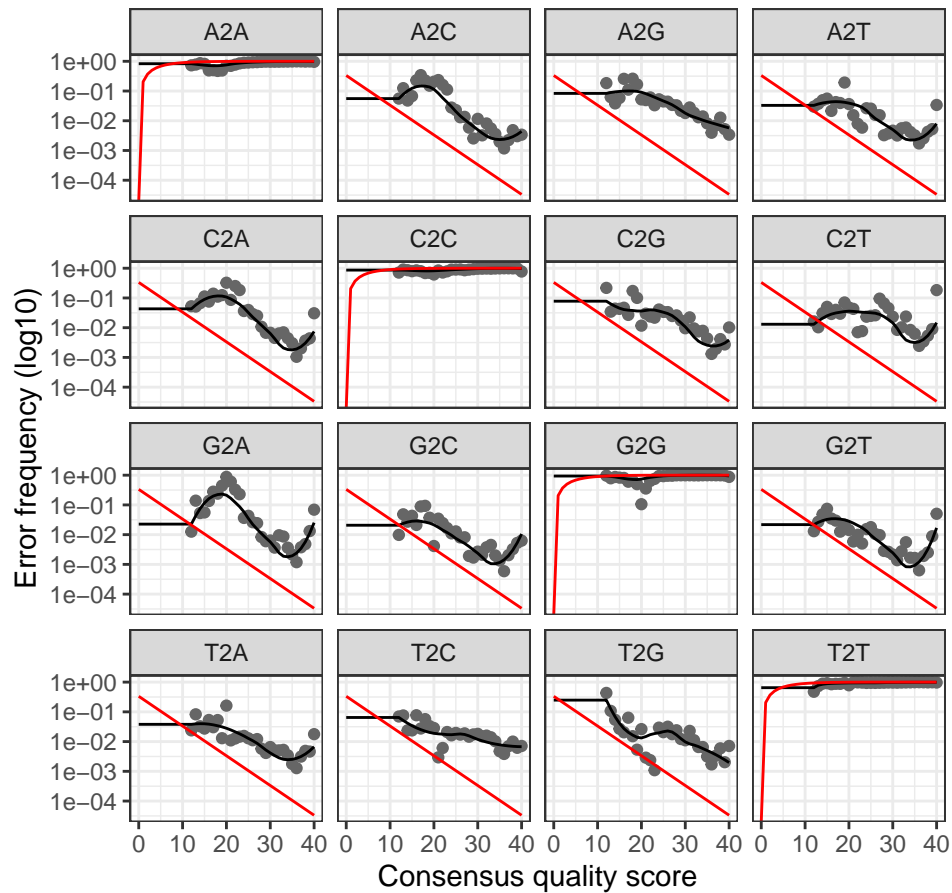 A2A A2C A2G A2T
1e+00
1e−01
1e−02
1e−03
1e−04
C2A C2C C2G C2T
1e+00
1e−01
1e−02
1e−03
1e−04
G2A G2C G2G G2T
1e+00
1e−01
1e−02
1e−03
1e−04
T2A T2C T2G T2T
1e+00
1e−01
1e−02
1e−03
1e−04
0 10 20 30 40 0 10 20 30 40 0 10 20 30 40 0 10 20 30 40
Consensus quality score
Error frequency (log10)